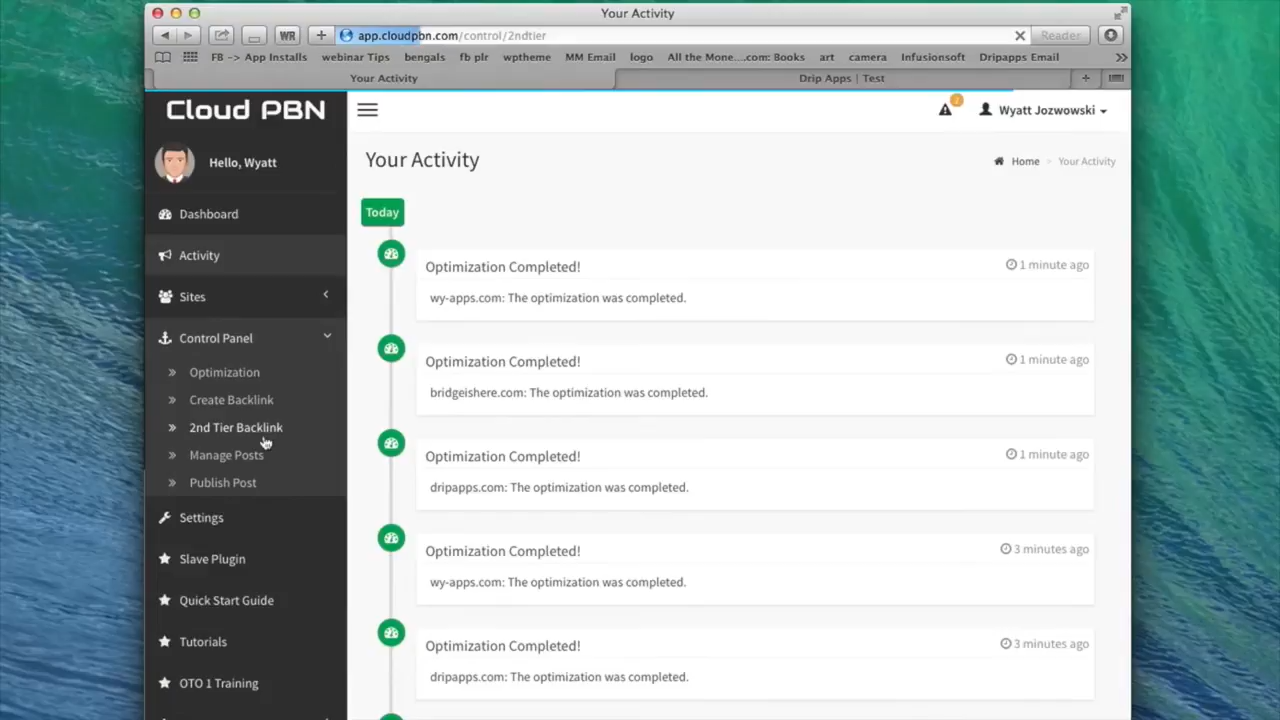 Your Activity
WR
+
app.cloudpbn.com/control/2ndtier
Reader
FB -> App Installs
webinar Tips
bengals
fb plr
wptheme
MM Email
logo
All the Mone....com: Books
art
camera
Infusionsoft
Dripapps Email
Your Activity
Drip Apps | Test
+
Cloud PBN
Wyatt Jozwowski
Hello, Wyatt
Your Activity
Home
Your Activity
Dashboard
Today
Activity
Optimization Completed!
1 minute ago
wy-apps.com: The optimization was completed.
Sites
Control Panel
Optimization Completed!
1 minute ago
bridgeishere.com: The optimization was completed.
Optimization
Create Backlink
2nd Tier Backlink
Manage Posts
Publish Post
Optimization Completed!
1 minute ago
dripapps.com: The optimization was completed.
Settings
Slave Plugin
Optimization Completed!
3 minutes ago
wy-apps.com: The optimization was completed.
Quick Start Guide
Tutorials
Optimization Completed!
3 minutes ago
dripapps.com: The optimization was completed.
OTO 1 Training